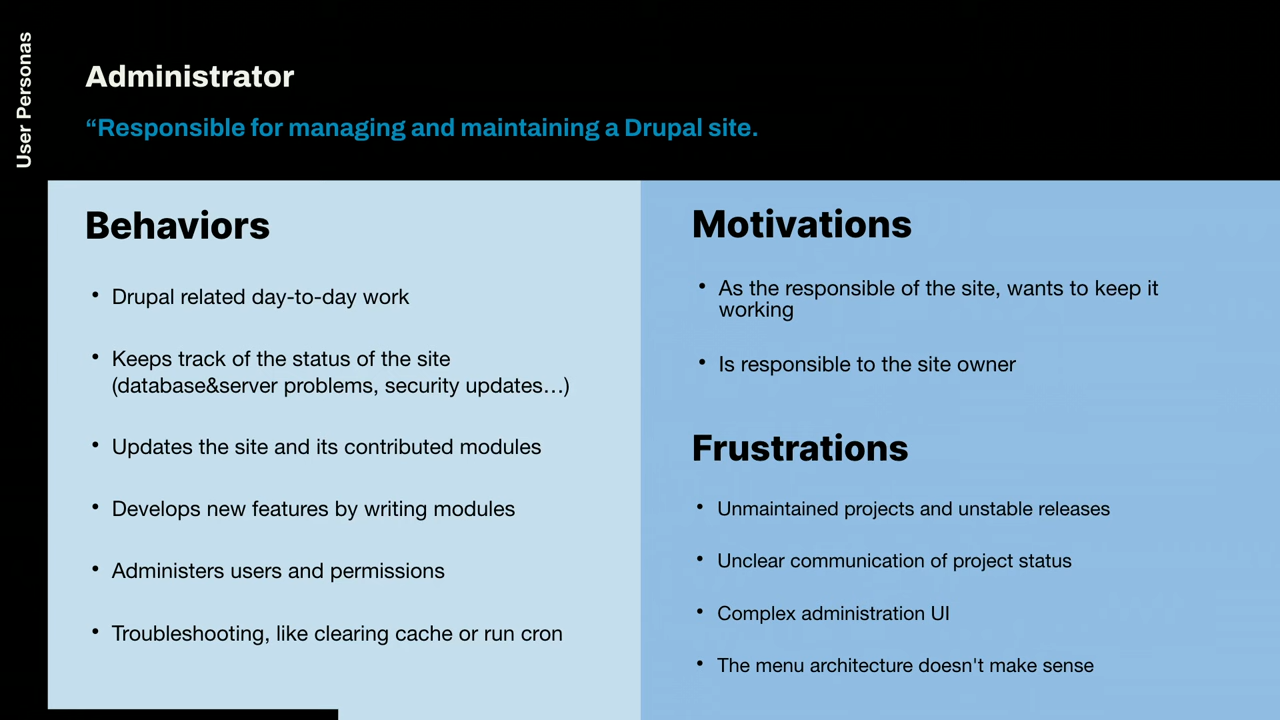 User Personas
Administrator
“Responsible for managing and maintaining a Drupal site.
Behaviors
• Drupal related day-to-day work
• Keeps track of the status of the site
(database&server problems, security updates…)
• Updates the site and its contributed modules
• Develops new features by writing modules
• Administers users and permissions
• Troubleshooting, like clearing cache or run cron
Motivations
• As the responsible of the site, wants to keep it
working
• Is responsible to the site owner
Frustrations
• Unmaintained projects and unstable releases
• Unclear communication of project status
• Complex administration UI
• The menu architecture doesn't make sense